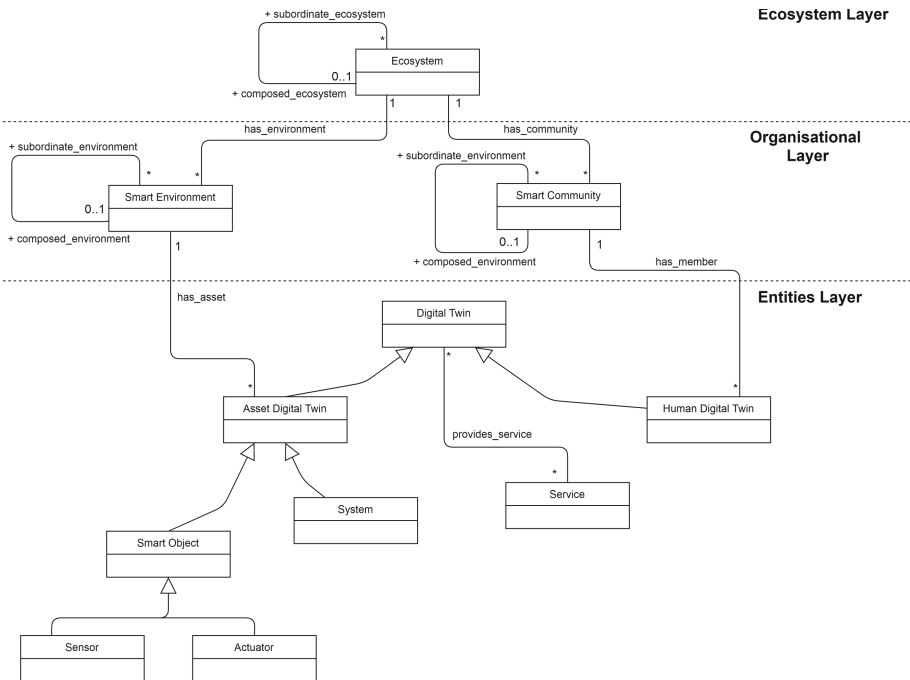 + subordinate_ecosystem
Ecosystem Layer
*
Ecosystem
0..1
+ composed_ecosystem
1
1
has_environment
has_community
Organisational
Layer
+ subordinate_environment
+ subordinate_environment
*
*
*
*
Smart Environment
Smart Community
0..1
+ composed_environment
1
0..1
1
+ composed_environment
has_member
has_asset
Entities Layer
Digital Twin
*
*
*
Asset Digital Twin
Human Digital Twin
provides_service
*
Service
System
Smart Object
Sensor
Actuator